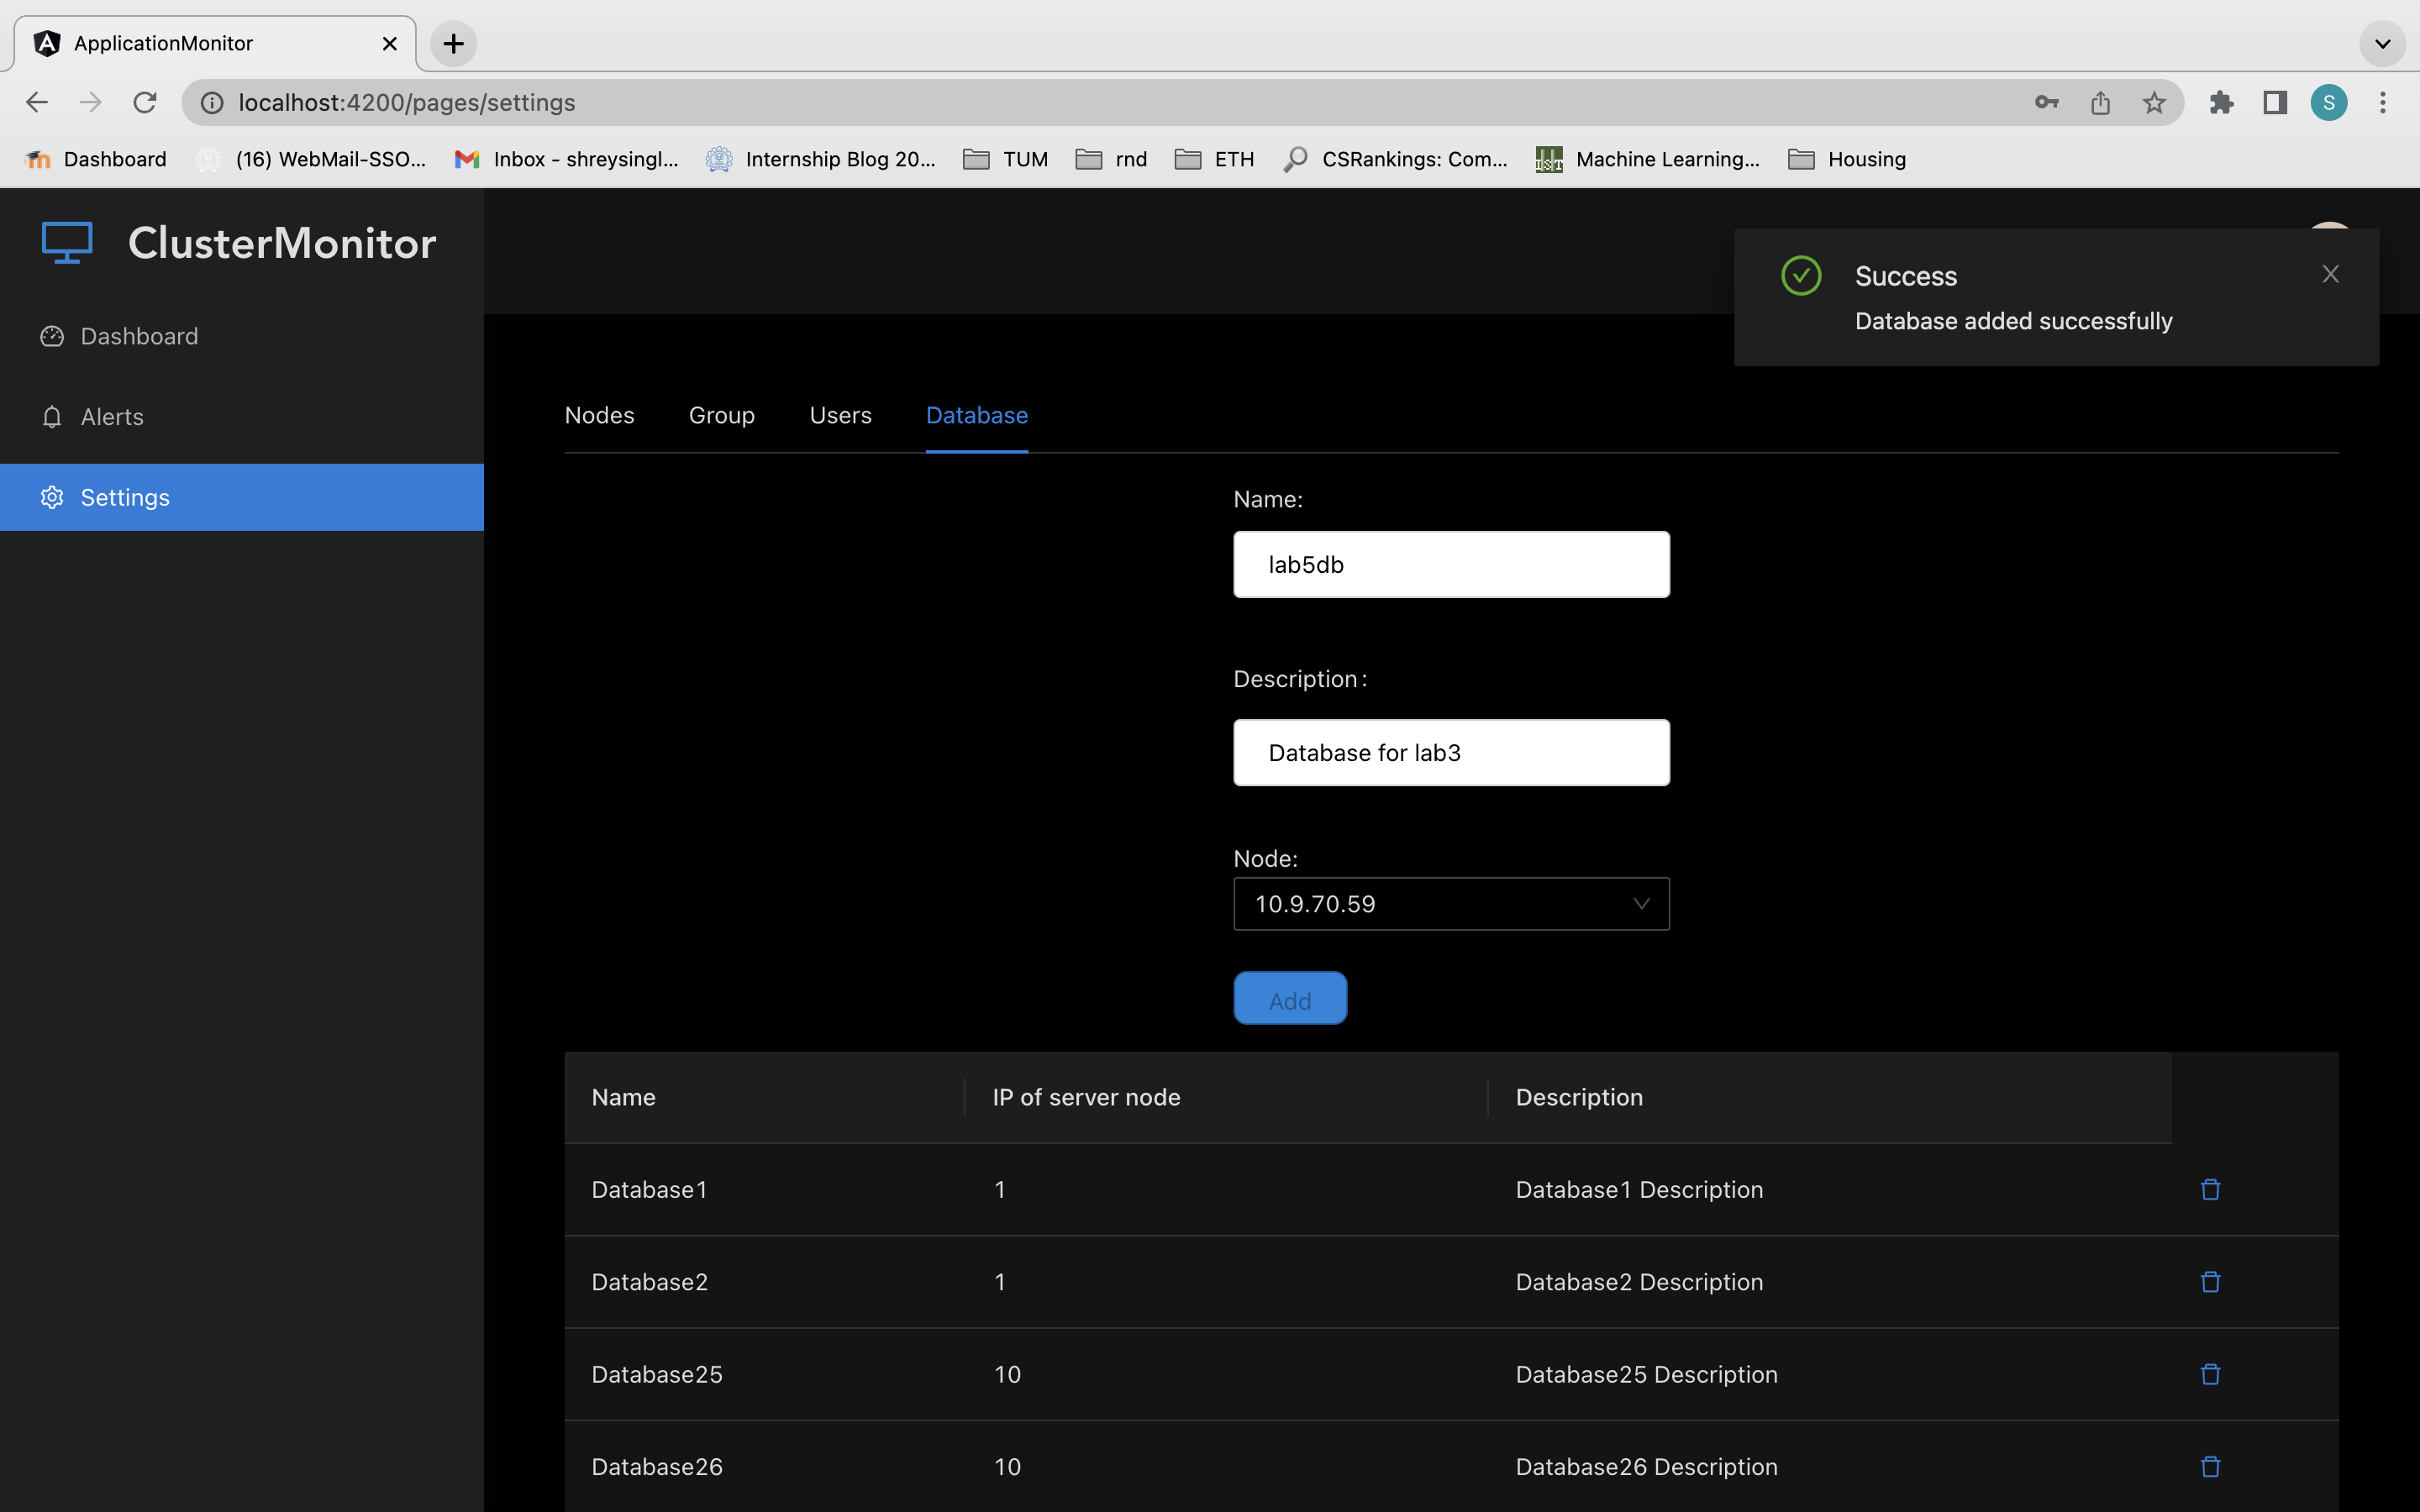 ApplicationMonitor
localhost:4200/pages/settings
S
Dashboard
(16) WebMail-SSO...
Inbox - shreysingl...
Internship Blog 20...
TUM
rnd
ETH
CSRankings: Com...
Machine Learning...
Housing
ClusterMonitor
Dashboard
Alerts
Settings
Success
Database added successfully
Nodes Group Users Database
Name:
lab5db
Description:
Database for lab3
Node:
10.9.70.59
Add
Name IP of server node Description
Database1 1 Database1 Description
Database2 1 Database2 Description
Database25 10 Database25 Description
Database26 10 Database26 Description